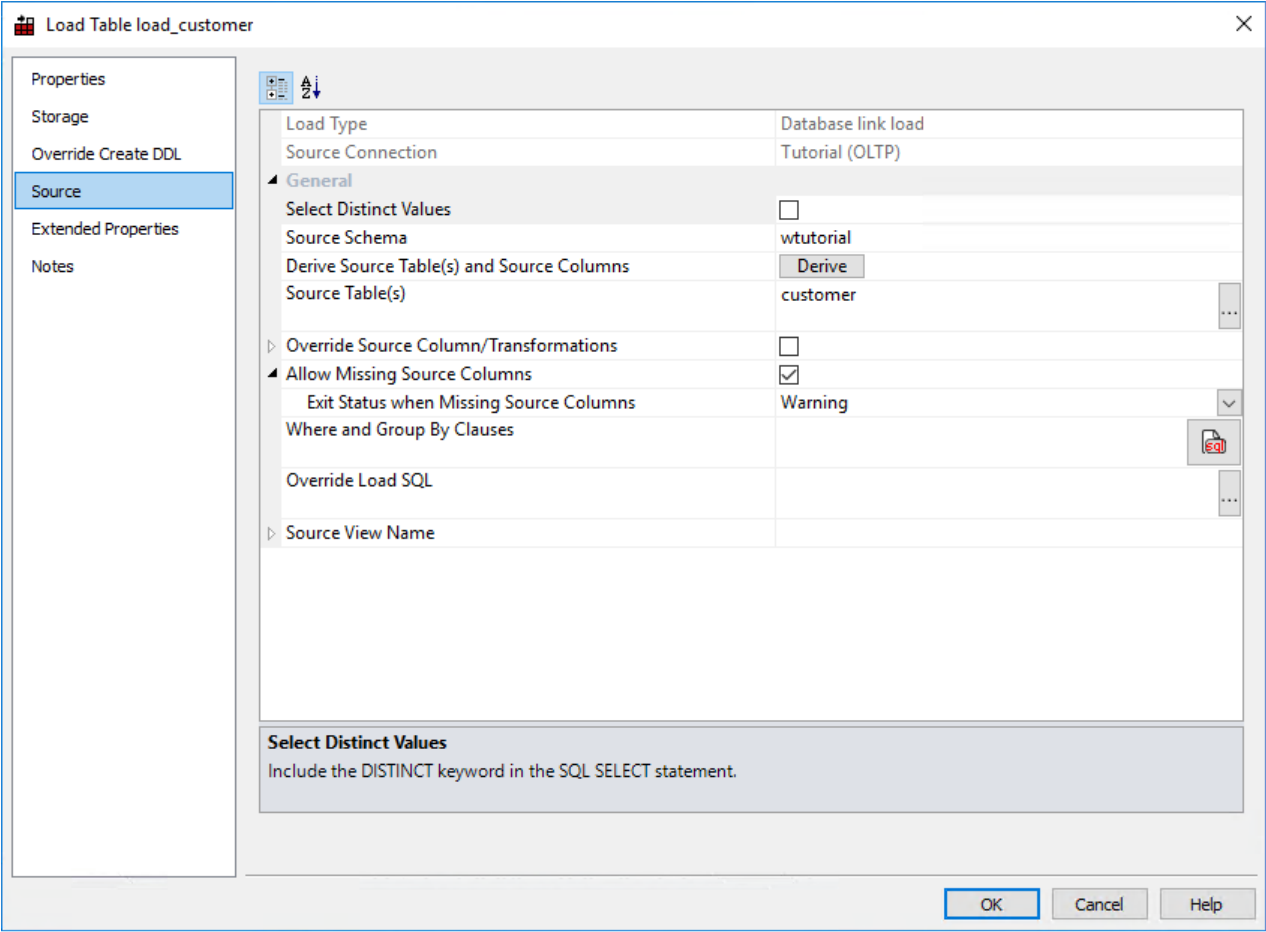 Load Table load_customer
Properties
Storage
Override Create DDL
Source
Extended Properties
Notes
Load Type Database link load
Source Connection Tutorial (OLTP)
General
Select Distinct Values
Source Schema wtutorial
Derive Source Table(s) and Source Columns Derive
Source Table(s) customer
...
Override Source Column/Transformations
Allow Missing Source Columns
Exit Status when Missing Source Columns Warning
Where and Group By Clauses
sql
Override Load SQL
...
Source View Name
Select Distinct Values
Include the DISTINCT keyword in the SQL SELECT statement.
OK Cancel Help